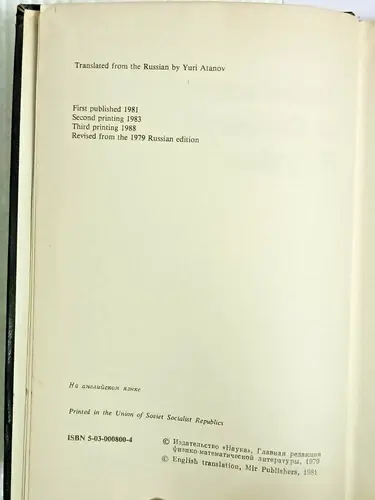 Translated from the Russian by Yuri Atanov
First published 1981
Second printing 1983
Third printing 1988
Revised from the 1979 Russian edition
На английском языке
Printed in the Union of Soviet Socialist Republics
ISBN 5-03-000800-4
© Издательство «Наука», Главная редакция
физико-математической литературы, 1979
© English translation, Mir Publishers, 1981